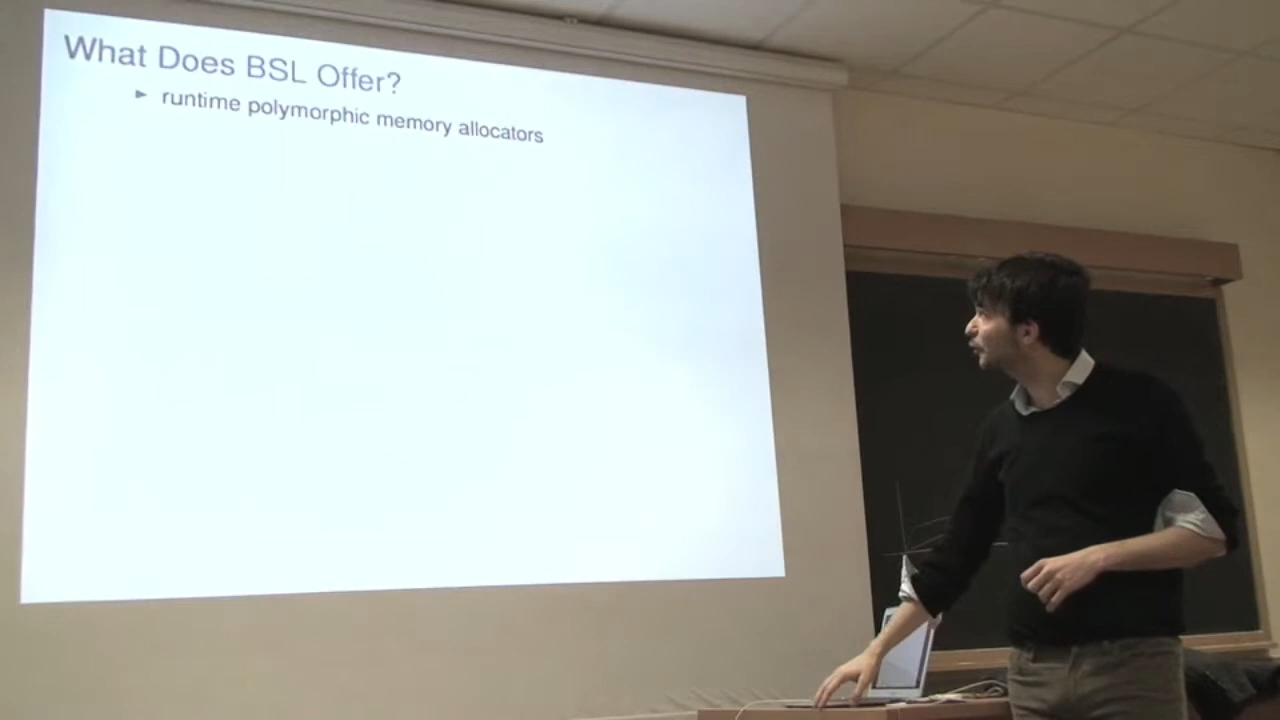 What Does BSL Offer?
► runtime polymorphic memory allocators